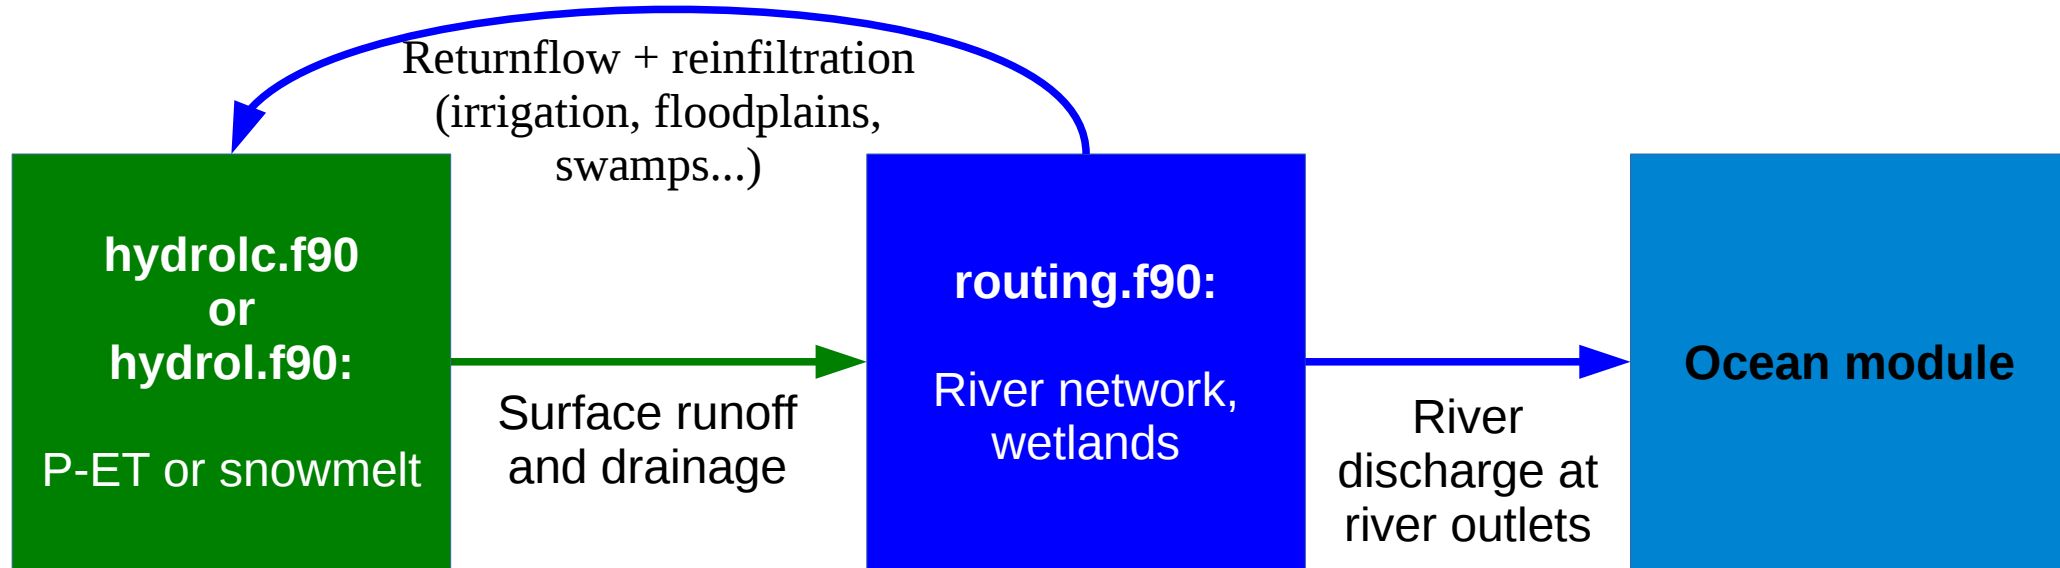 Returnflow + reinfiltration
(irrigation, floodplains,
swamps...)
hydrolc.f90
or
hydrol.f90:
P-ET or snowmelt
Surface runoff
and drainage
routing.f90:
River network,
wetlands
River
discharge at
river outlets
Ocean module